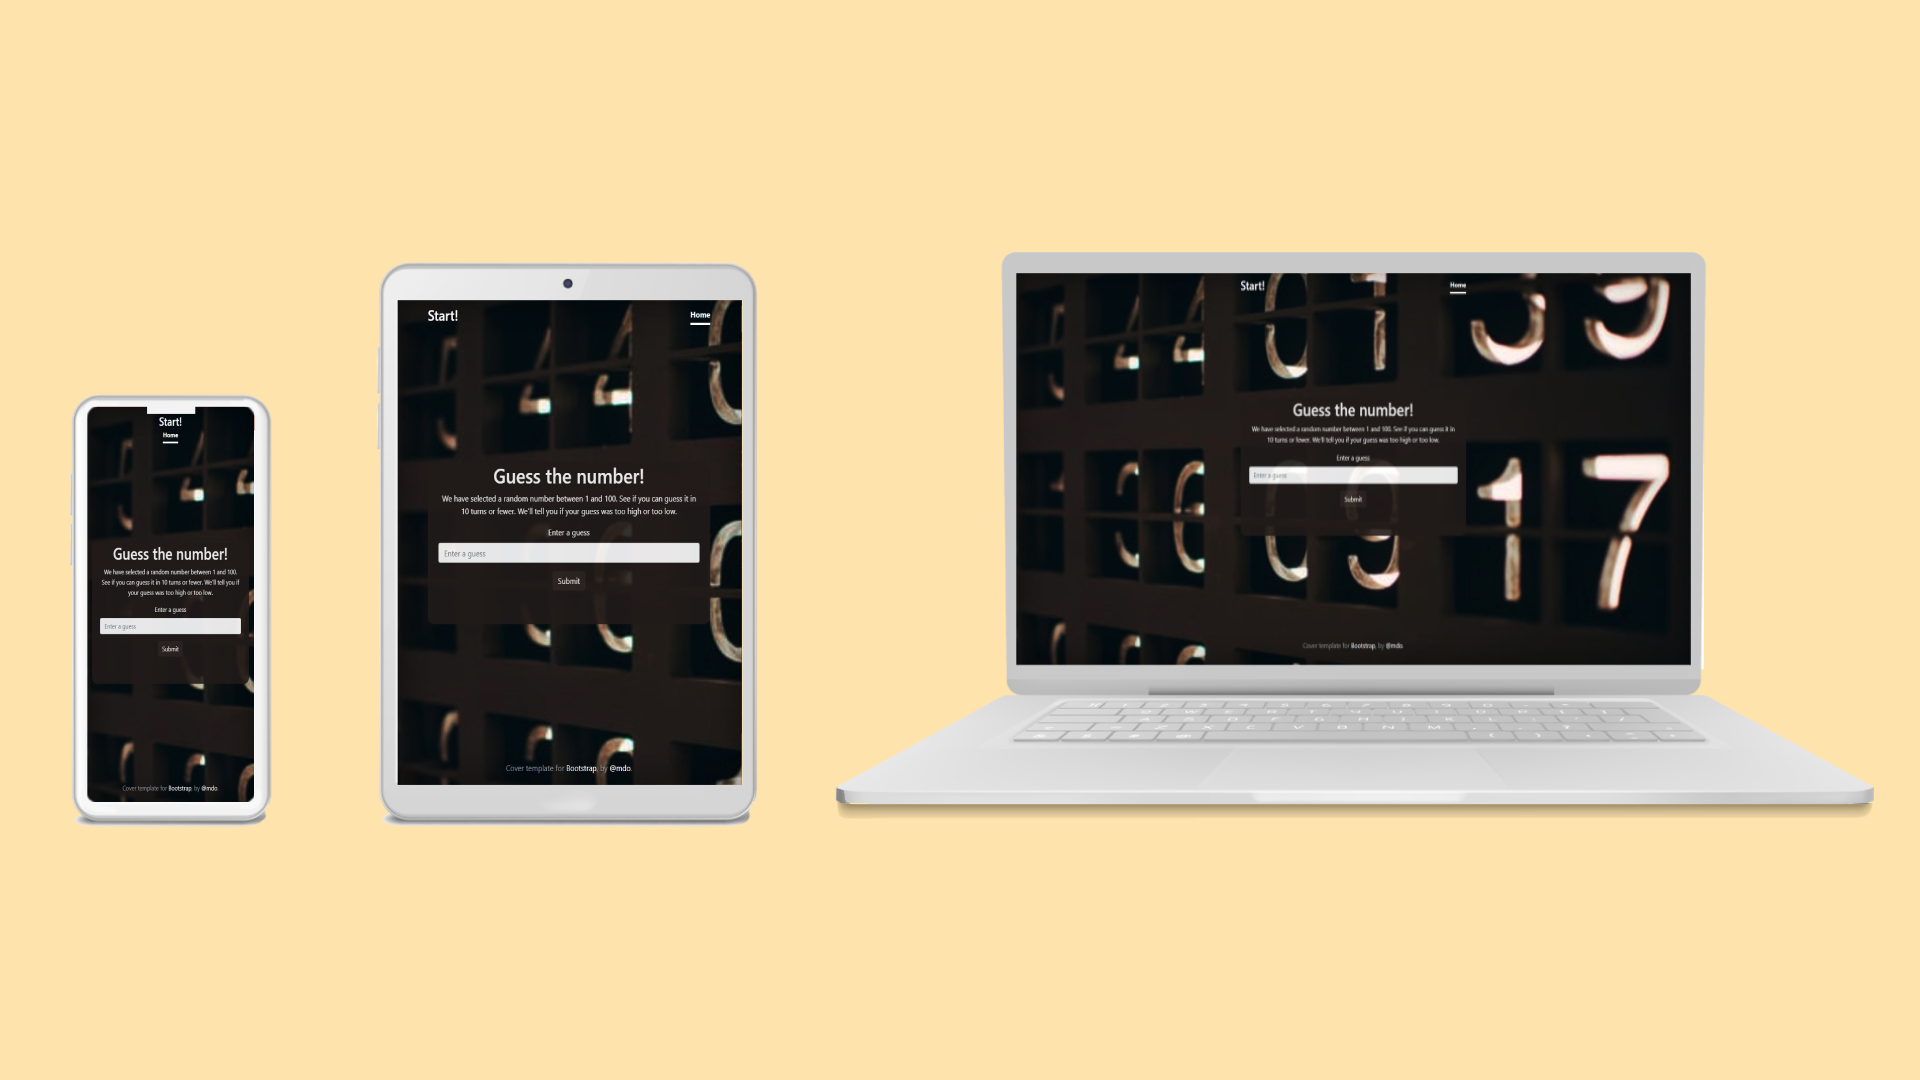 Start!
Home
Guess the number!
We have selected a random number between 1 and 100.
See if you can guess it in 10 turns or fewer. We'll tell you if
your guess was too high or too low.
Enter a guess
Enter a guess
Submit
Cover template for Bootstrap, by @mdo.
Start!
Home
Guess the number!
We have selected a random number between 1 and 100. See if you can guess it in
10 turns or fewer. We'll tell you if your guess was too high or too low.
Enter a guess
Enter a guess
Submit
Cover template for Bootstrap, by @mdo.
Start!
Home
01
Guess the number!
We have selected a random number between 1 and 100. See if you can guess it in
10 turns or fewer. We'll tell you if your guess was too high or too low.
Enter a guess
Enter a guess
Submit
17
Cover template for Bootstrap, by @mdo.